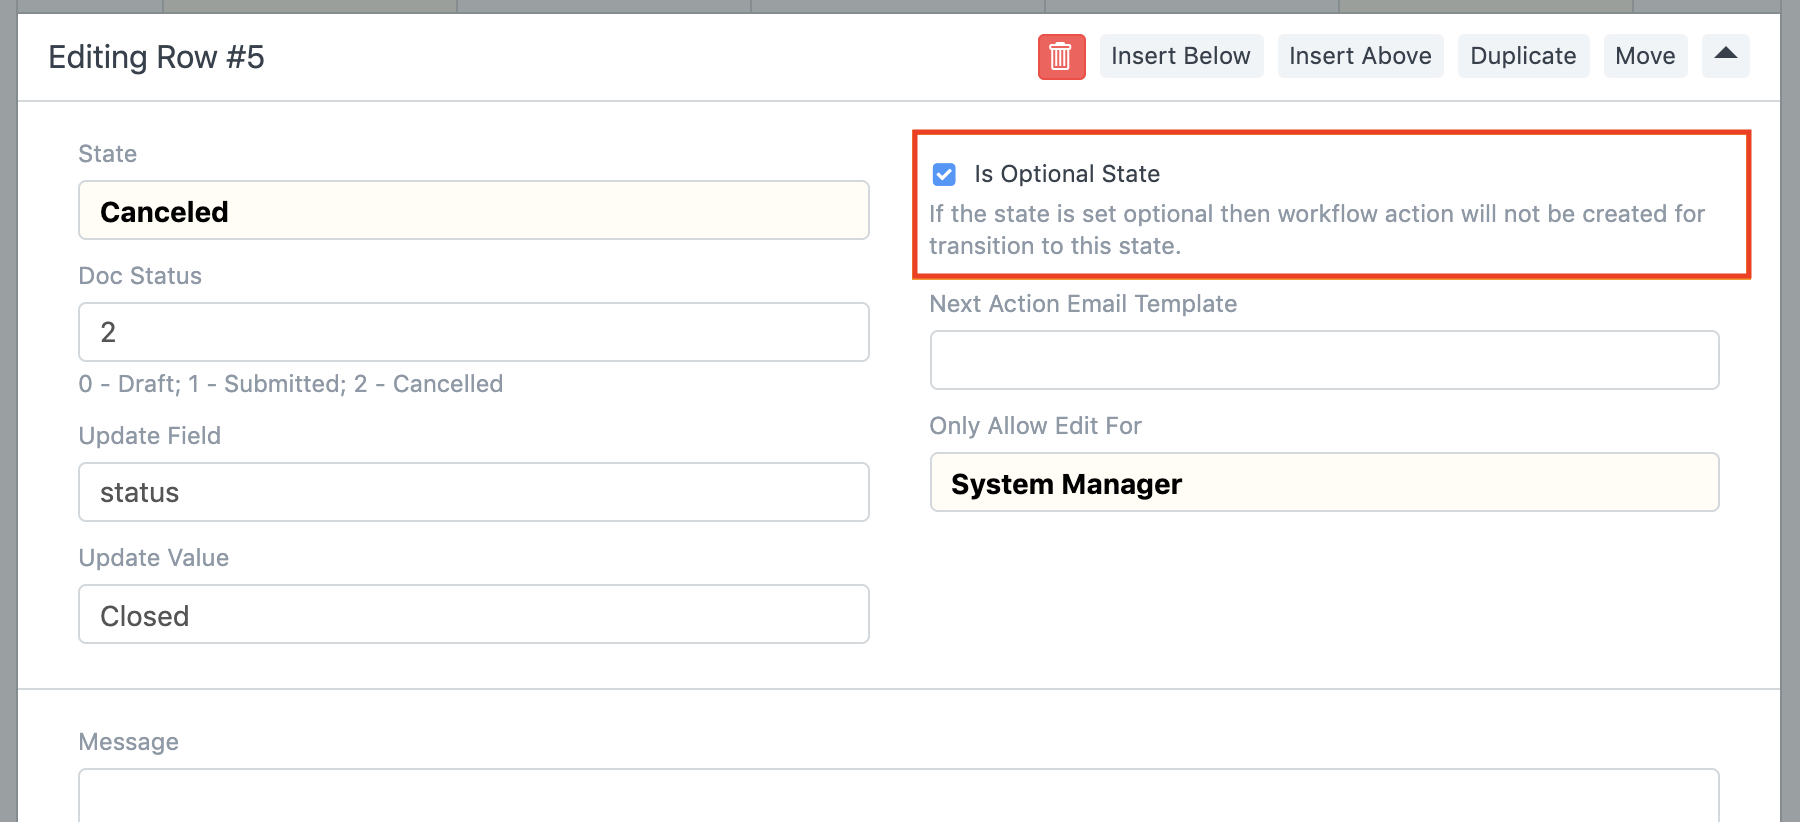 Editing Row #5
Insert Below
Insert Above
Duplicate
Move
State
Canceled
Doc Status
2
0 - Draft; 1 - Submitted; 2 - Cancelled
Update Field
status
Update Value
Closed
Is Optional State
If the state is set optional then workflow action will not be created for
transition to this state.
Next Action Email Template
Only Allow Edit For
System Manager
Message